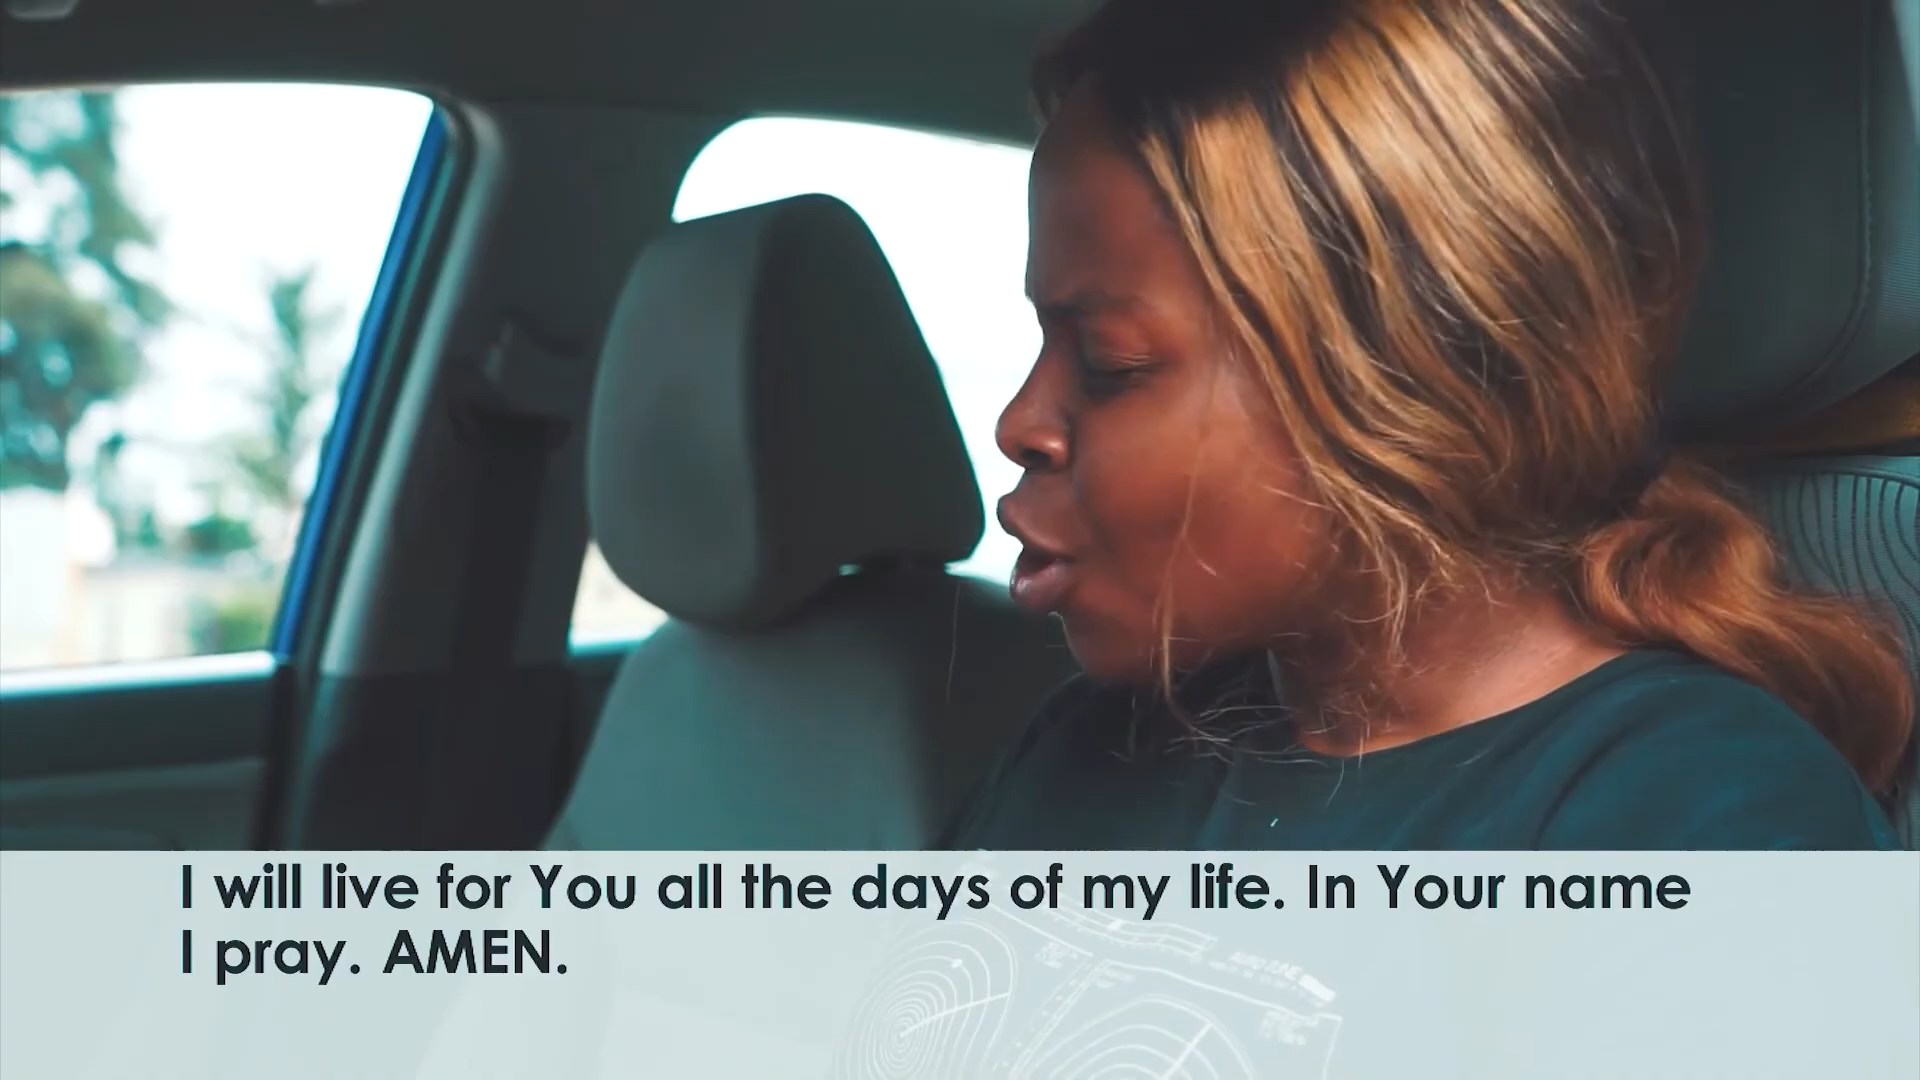 I will live for You all the days of my life. In Your name
I pray. AMEN.